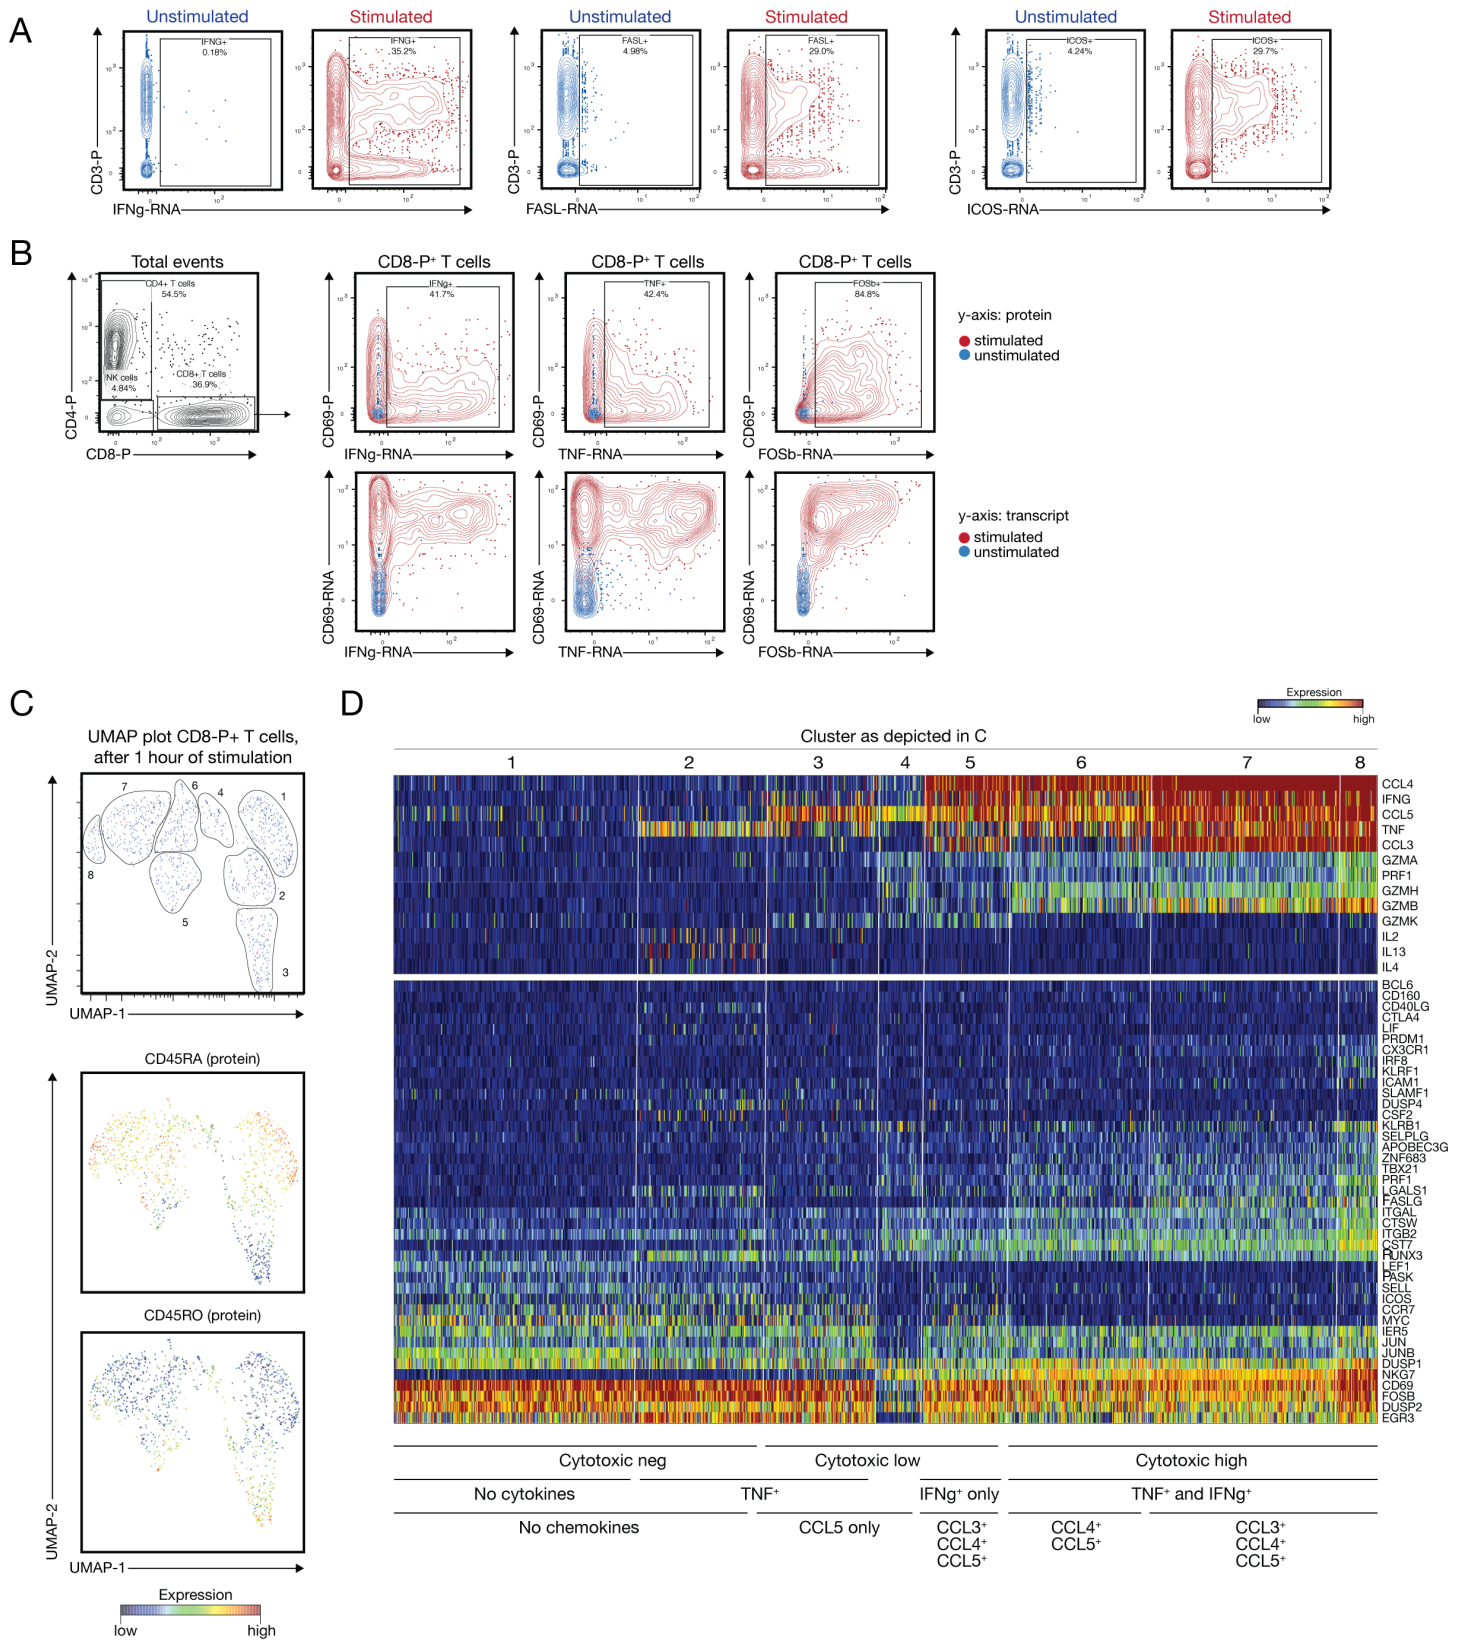 A
Unstimulated
Stimulated
Unstimulated
Stimulated
Unstimulated
Stimulated
IFNG+
0.18%
IFNG+
35.2%
FASL+
4.98%
FASL+
29.0%
ICOS+
4.24%
ICOS+
29.7%
CD3-P
IFNg-RNA
CD3-P
FASL-RNA
CD3-P
ICOS-RNA
B
Total events
CD8-P+ T cells
CD8-P+ T cells
CD8-P+ T cells
CD4+ T cells
54.5%
NK cells
4.84%
CD8+ T cells
36.9%
CD4-P
CD8-P
IFNg+
41.7%
TNF+
42.4%
FOSb+
84.8%
CD69-P
IFNg-RNA
CD69-P
TNF-RNA
CD69-P
FOSb-RNA
y-axis: protein
stimulated
unstimulated
CD69-RNA
IFNg-RNA
CD69-RNA
TNF-RNA
CD69-RNA
FOSb-RNA
y-axis: transcript
stimulated
unstimulated
C
UMAP plot CD8-P+ T cells,
after 1 hour of stimulation
7
6
4
1
8
5
2
3
UMAP-2
UMAP-1
CD45RA (protein)
CD45RO (protein)
UMAP-2
UMAP-1
Expression
low
high
D
Expression
low
high
Cluster as depicted in C
1 2 3 4 5 6 7 8
CCL4
IFNG
CCL5
TNF
CCL3
GZMA
PRF1
GZMH
GZMB
GZMK
IL2
IL13
IL4
BCL6
CD160
CD40LG
CTLA4
LIF
PRDM1
CX3CR1
IRF8
KLRF1
ICAM1
SLAMF1
DUSP4
CSF2
KLRB1
SELPLG
APOBEC3G
ZNF683
TBX21
PRF1
LGALS1
FASLG
ITGAL
CTSW
ITGB2
CST7
RUNX3
LEF1
PASK
SELL
ICOS
CCR7
MYC
IER5
JUN
JUNB
DUSP1
NKG7
CD69
FOSB
DUSP2
EGR3
Cytotoxic neg
Cytotoxic low
Cytotoxic high
No cytokines
TNF+
IFNg+ only
TNF+ and IFNg+
No chemokines
CCL5 only
CCL3+
CCL4+
CCL5+
CCL4+
CCL5+
CCL3+
CCL4+
CCL5+